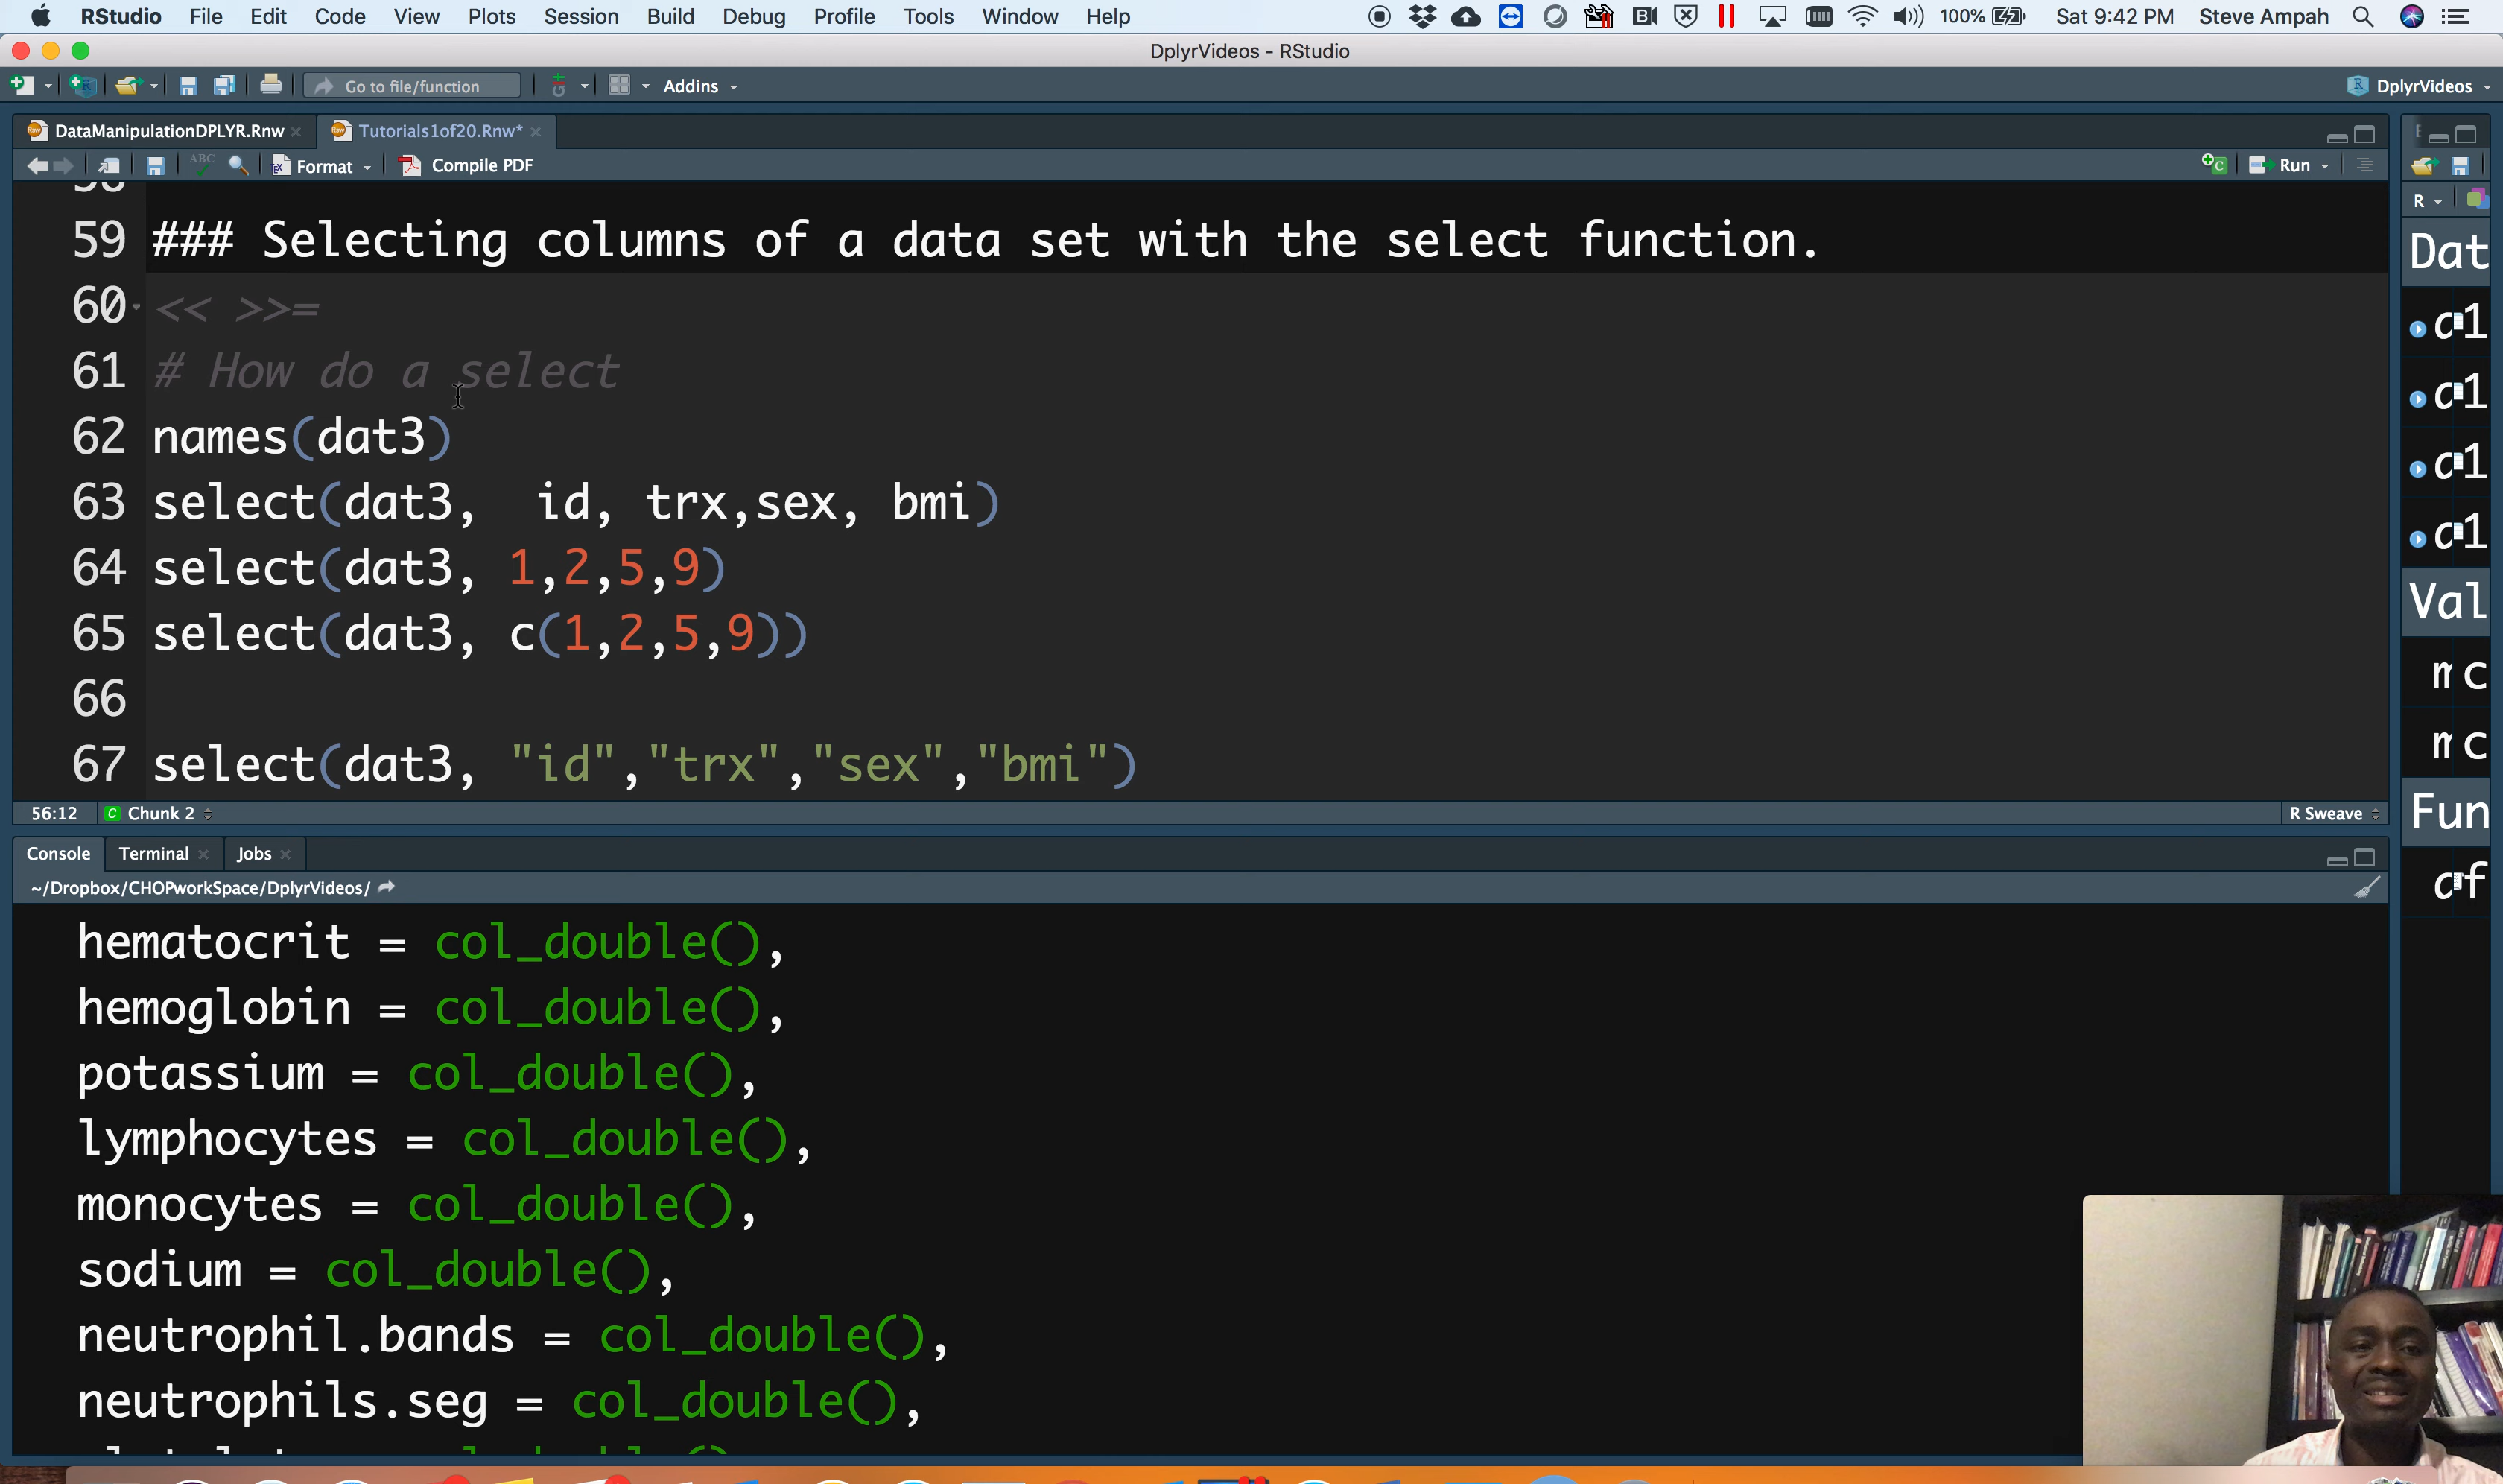 RStudio File Edit Code View Plots Session Build Debug Profile Tools Window Help 100% Sat 9:42 PM Steve Ampah
DplyrVideos - RStudio
Go to file/function Addins DplyrVideos
DataManipulationDPLYR.Rnw Tutorials1of20.Rnw*
ABC Format Compile PDF Run
R
58
59 ### Selecting columns of a data set with the select function.
60 << >>=
61 # How do a select
62 names(dat3)
63 select(dat3,  id, trx,sex, bmi)
64 select(dat3, 1,2,5,9)
65 select(dat3, c(1,2,5,9))
66
67 select(dat3, "id","trx","sex","bmi")
56:12 Chunk 2 R Sweave
Dat
Val
Fun
Console Terminal Jobs
~/Dropbox/CHOPworkSpace/DplyrVideos/
hematocrit = col_double(),
hemoglobin = col_double(),
potassium = col_double(),
lymphocytes = col_double(),
monocytes = col_double(),
sodium = col_double(),
neutrophil.bands = col_double(),
neutrophils.seg = col_double(),